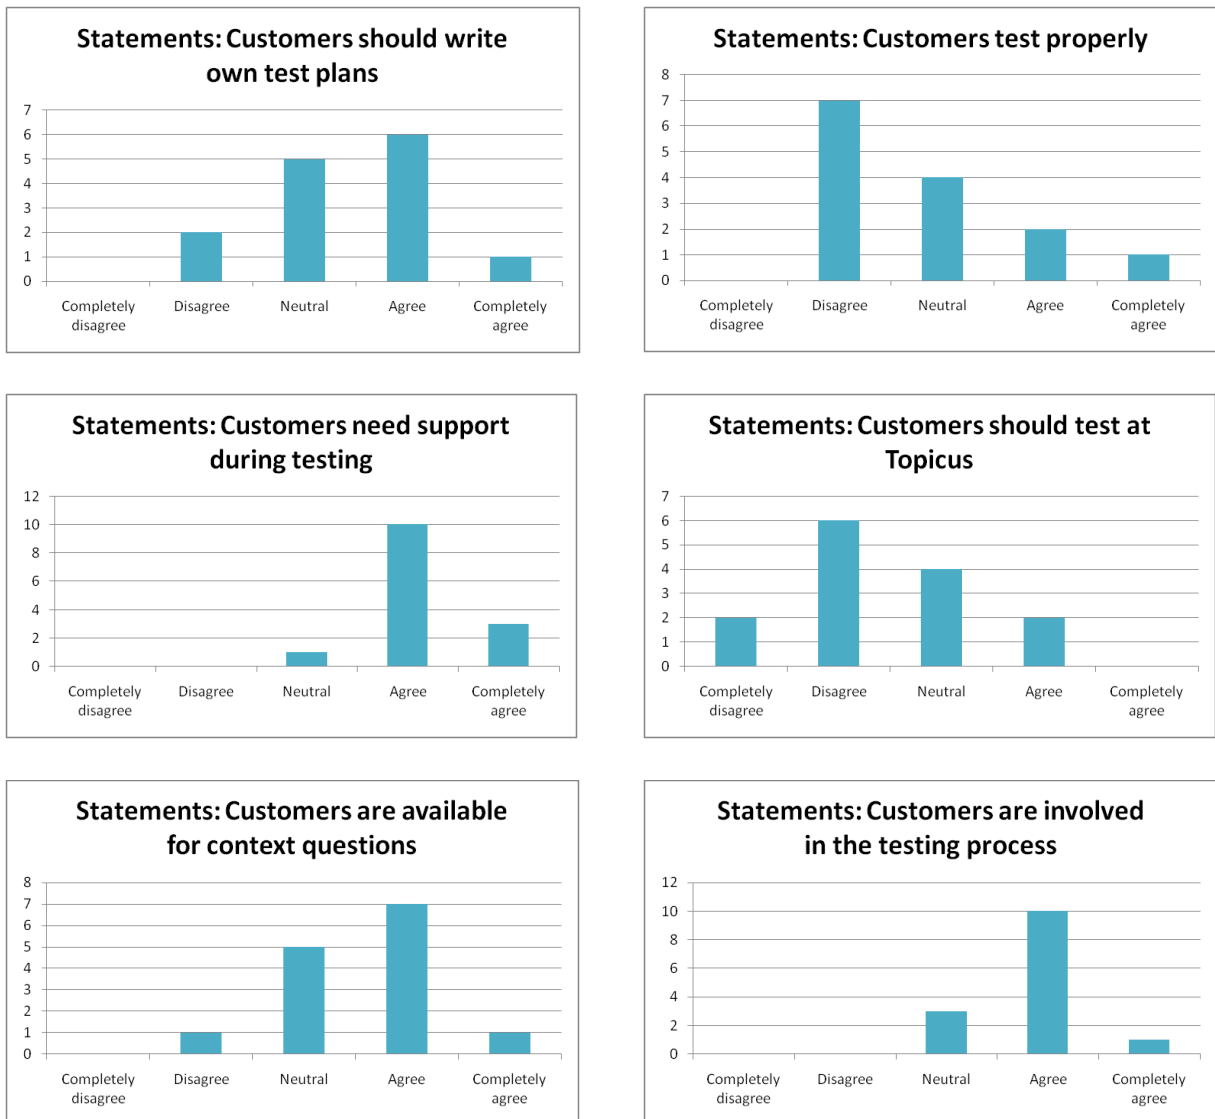 Statements: Customers should write
own test plans
7
6
5
4
3
2
1
0
Completely
disagree
Disagree
Neutral
Agree
Completely
agree
Statements: Customers test properly
8
7
6
5
4
3
2
1
0
Completely
disagree
Disagree
Neutral
Agree
Completely
agree
Statements: Customers need support
during testing
12
10
8
6
4
2
0
Completely
disagree
Disagree
Neutral
Agree
Completely
agree
Statements: Customers should test at
Topicus
7
6
5
4
3
2
1
0
Completely
disagree
Disagree
Neutral
Agree
Completely
agree
Statements: Customers are available
for context questions
8
7
6
5
4
3
2
1
0
Completely
disagree
Disagree
Neutral
Agree
Completely
agree
Statements: Customers are involved
in the testing process
12
10
8
6
4
2
0
Completely
disagree
Disagree
Neutral
Agree
Completely
agree